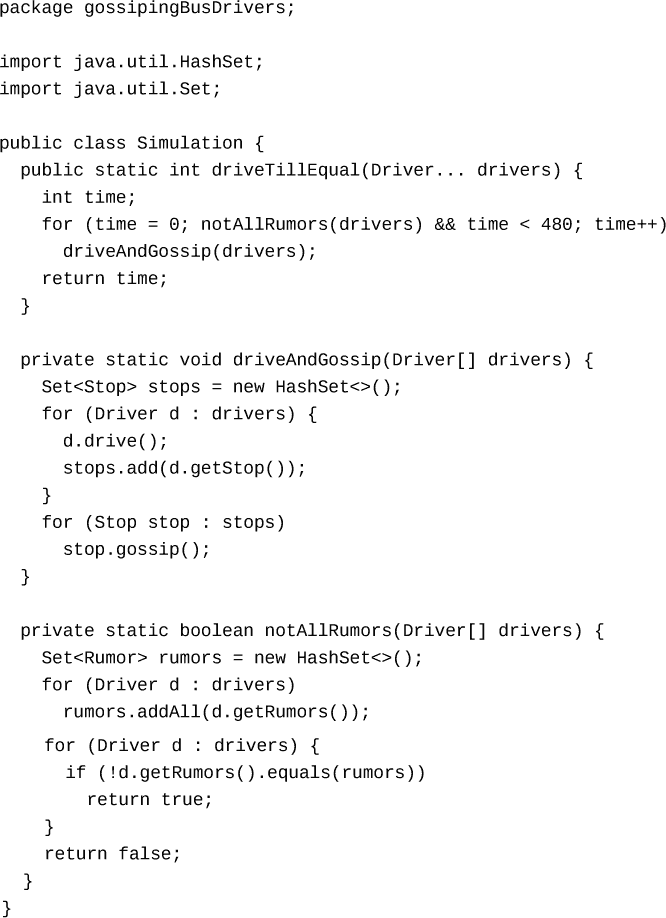 package gossipingBusDrivers;

import java.util.HashSet;
import java.util.Set;

public class Simulation {
  public static int driveTillEqual(Driver... drivers) {
    int time;
    for (time = 0; notAllRumors(drivers) && time < 480; time++)
      driveAndGossip(drivers);
    return time;
  }

  private static void driveAndGossip(Driver[] drivers) {
    Set<Stop> stops = new HashSet<>();
    for (Driver d : drivers) {
      d.drive();
      stops.add(d.getStop());
    }
    for (Stop stop : stops)
      stop.gossip();
  }

  private static boolean notAllRumors(Driver[] drivers) {
    Set<Rumor> rumors = new HashSet<>();
    for (Driver d : drivers)
      rumors.addAll(d.getRumors());
    for (Driver d : drivers) {
      if (!d.getRumors().equals(rumors))
        return true;
    }
    return false;
  }
}